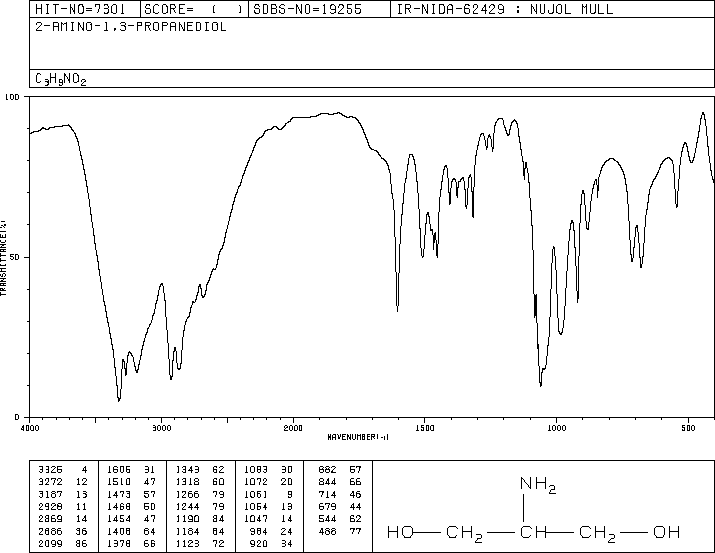 HIT-NO=7301 SCORE= ( ) SDBS-NO=19255 IR-NIDA-62429 : NUJOL MULL
2-AMINO-1,3-PROPANEDIOL
C3H9NO2
100
50
0
TRANSMITTANCE(%)
4000 3000 2000 1500 1000 500
WAVENUMBER(-1)
3325 4 1606 31 1343 62 1083 30 882 57
3272 12 1510 47 1318 60 1072 20 844 66
3187 13 1473 57 1266 79 1061 9 714 46
2928 11 1468 50 1244 79 1054 13 679 44
2869 14 1454 47 1190 84 1047 14 544 62
2686 36 1408 64 1184 84 984 24 488 77
2099 86 1378 66 1123 72 920 34
NH2
HO CH2 CH CH2 OH